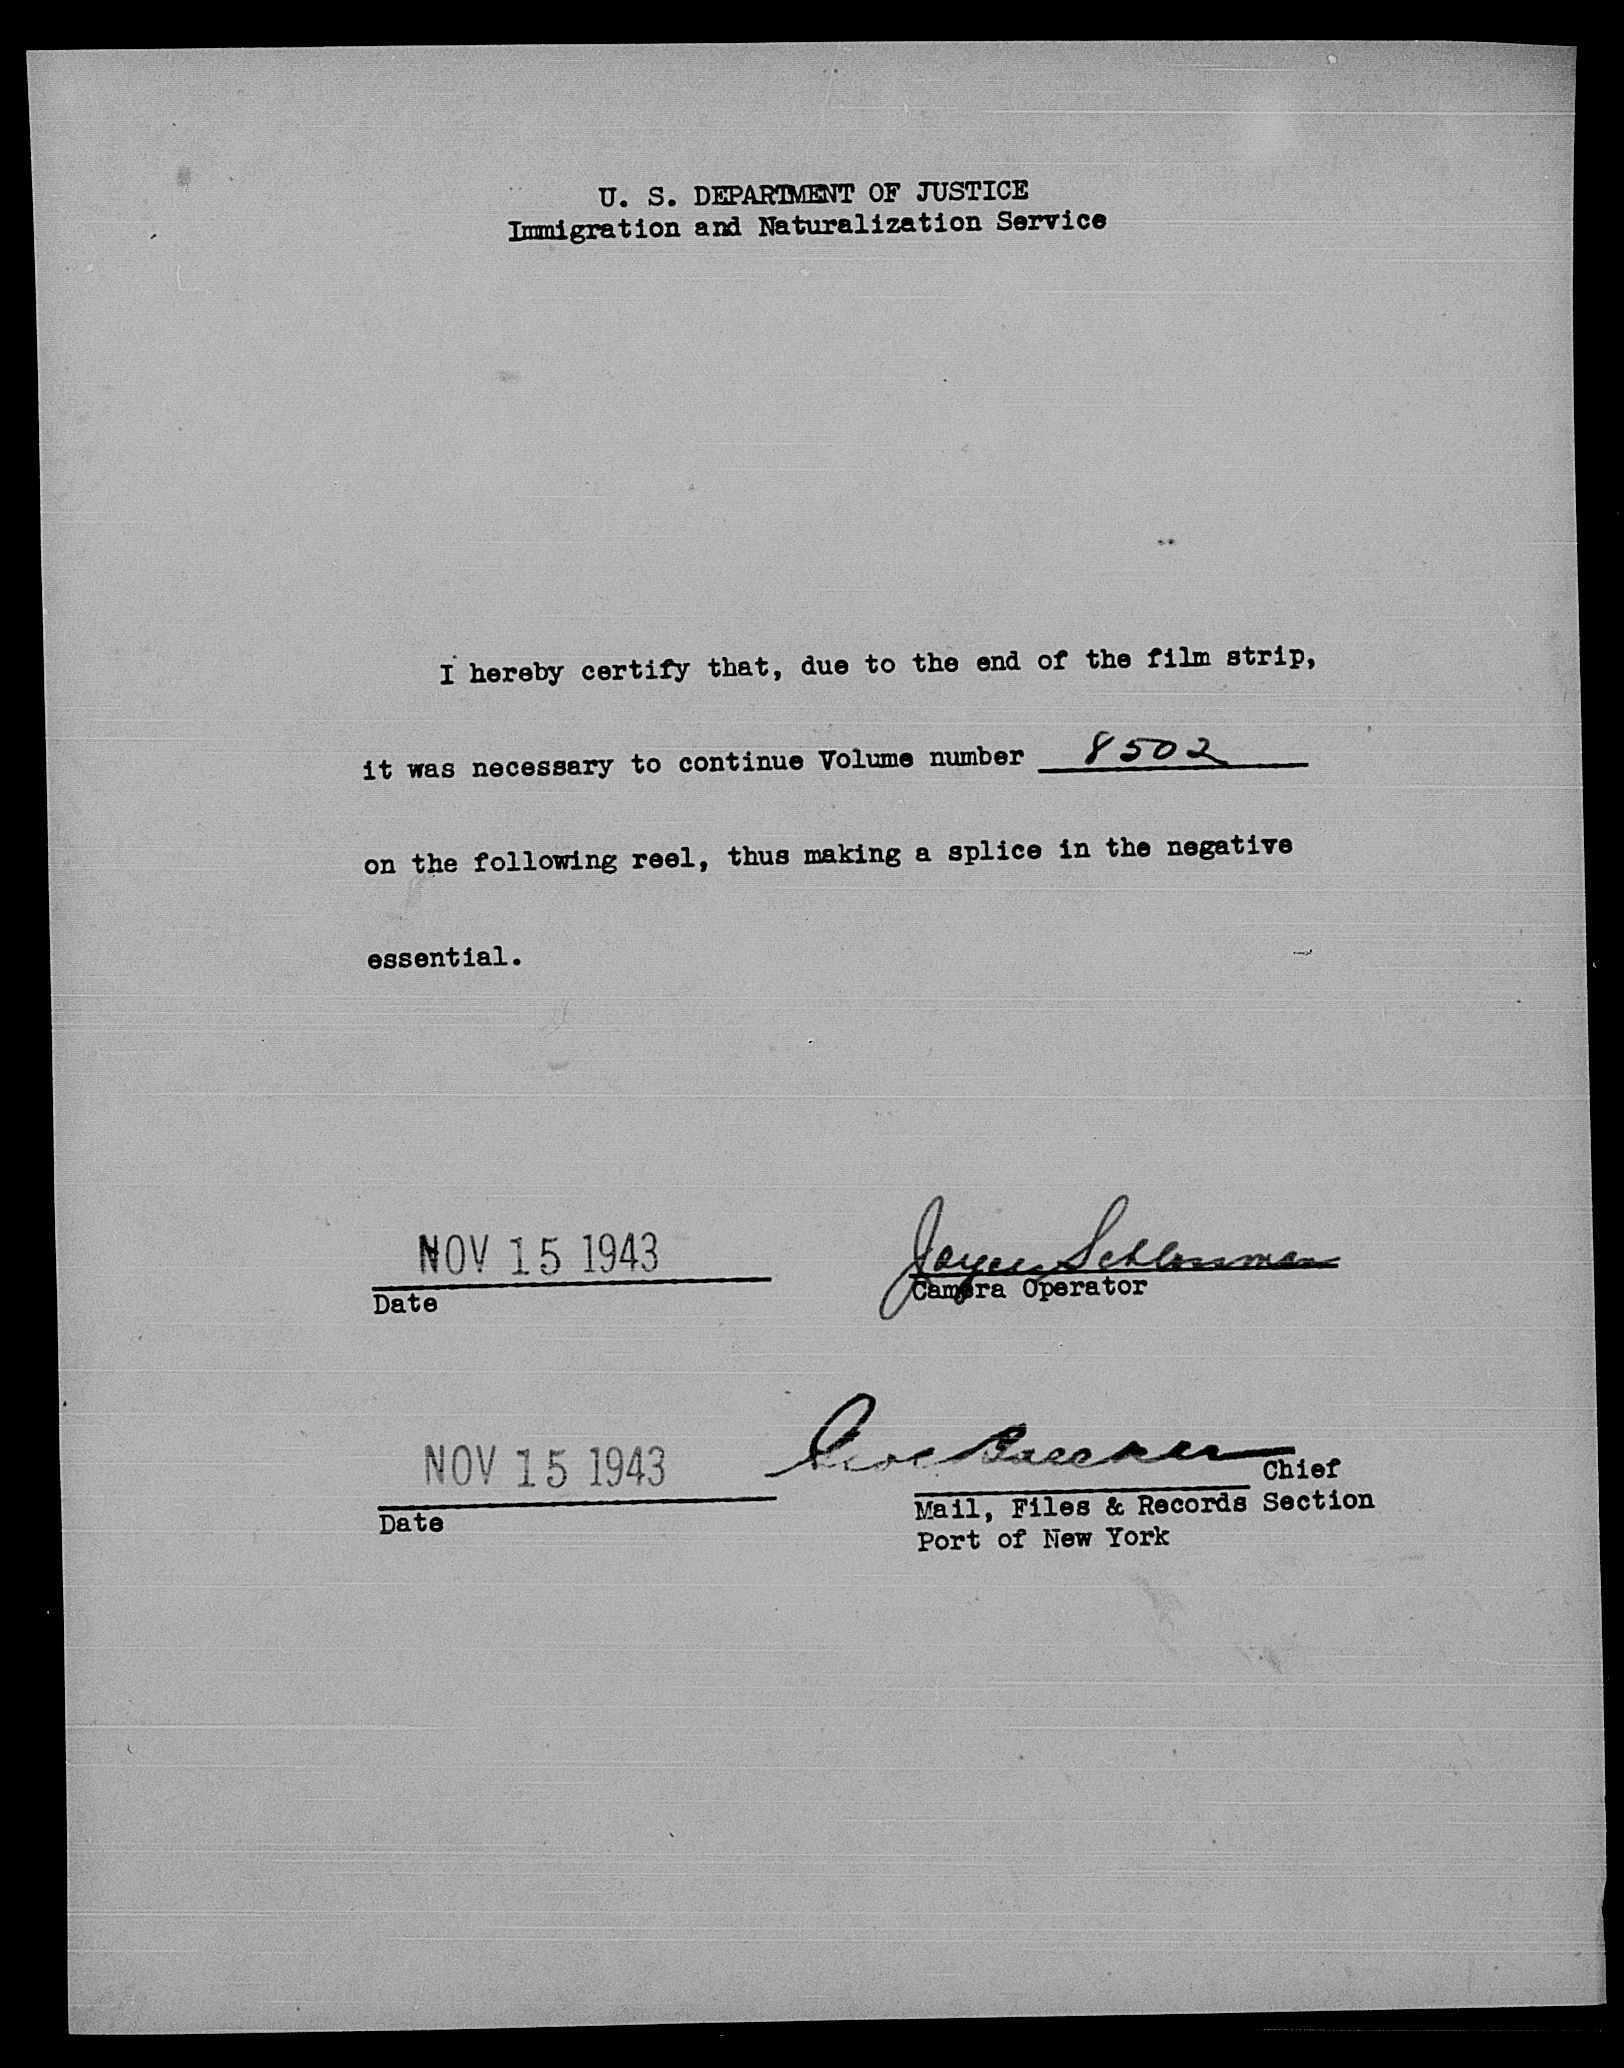 U. S. DEPARTMENT OF JUSTICE
Immigration and Naturalization Service
I hereby certify that, due to the end of the film strip,
it was necessary to continue Volume number 8502
on the following reel, thus making a splice in the negative
essential.
NOV 15 1943
Date
Camera Operator
NOV 15 1943
Chief
Date
Mail, Files & Records Section
Port of New York